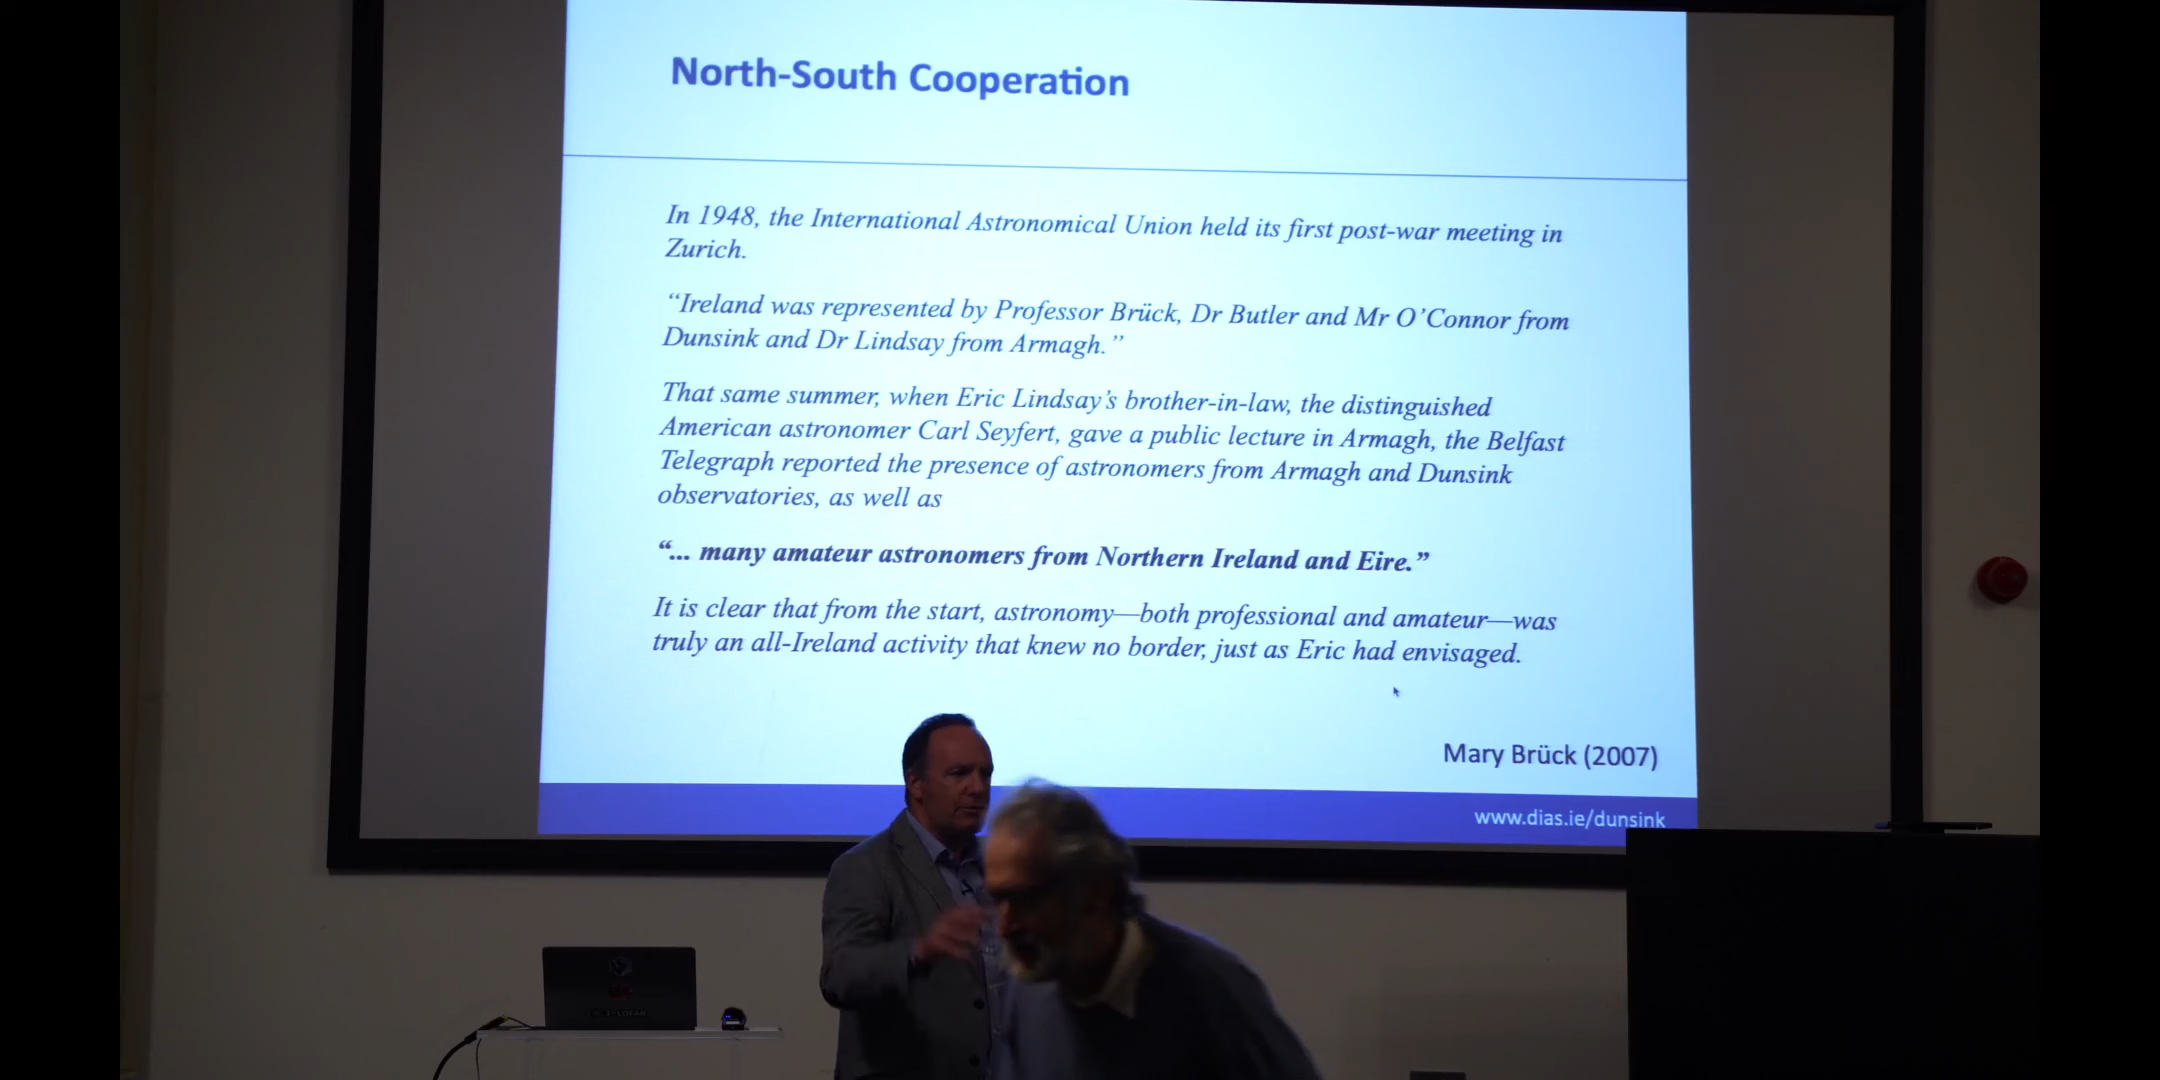 North-South Cooperation
In 1948, the International Astronomical Union held its first post-war meeting in
Zurich.
“Ireland was represented by Professor Brück, Dr Butler and Mr O’Connor from
Dunsink and Dr Lindsay from Armagh.”
That same summer, when Eric Lindsay’s brother-in-law, the distinguished
American astronomer Carl Seyfert, gave a public lecture in Armagh, the Belfast
Telegraph reported the presence of astronomers from Armagh and Dunsink
observatories, as well as
“... many amateur astronomers from Northern Ireland and Eire.”
It is clear that from the start, astronomy—both professional and amateur—was
truly an all-Ireland activity that knew no border, just as Eric had envisaged.
Mary Brück (2007)
www.dias.ie/dunsink